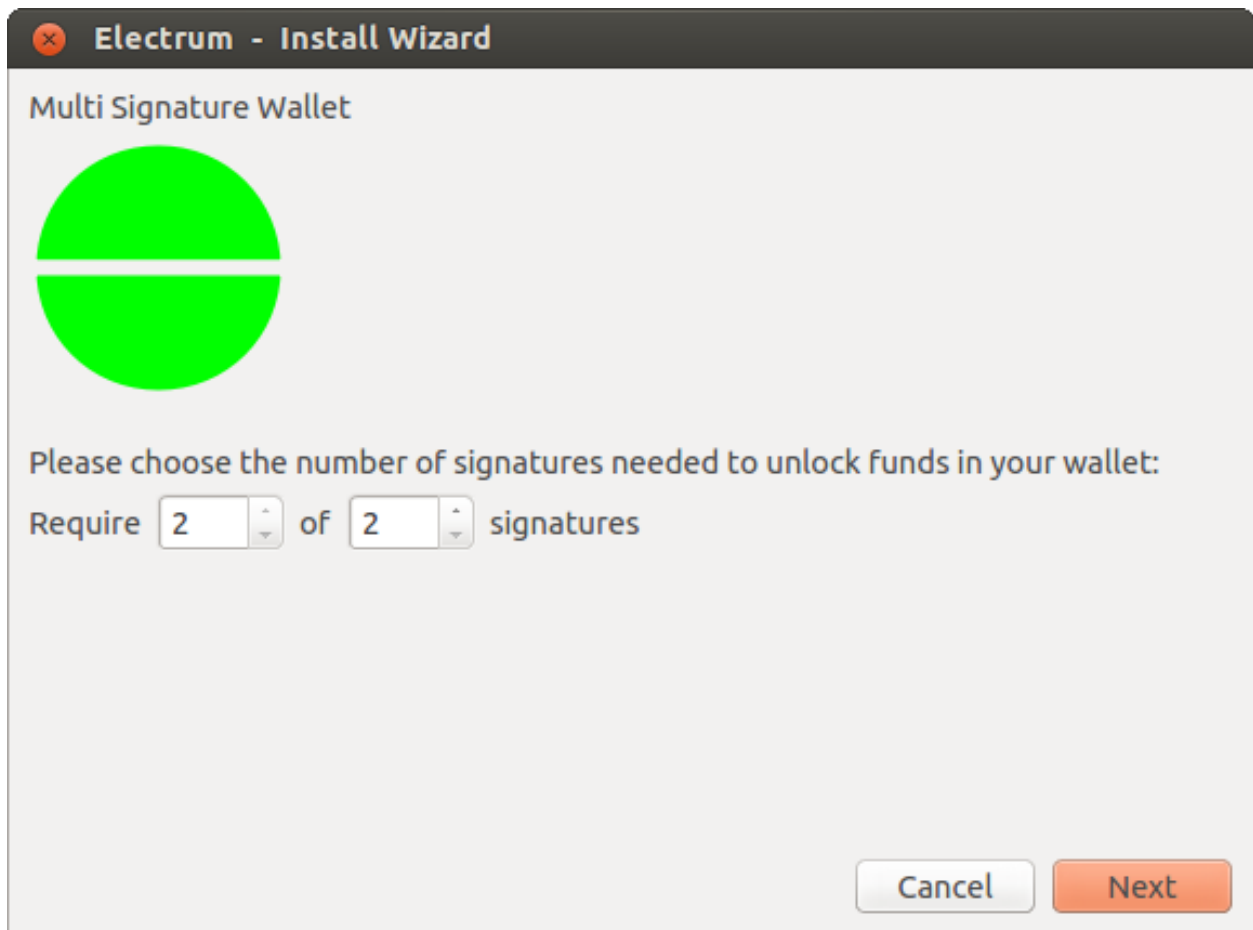 Electrum - Install Wizard
Multi Signature Wallet
Please choose the number of signatures needed to unlock funds in your wallet:
Require 2 of 2 signatures
Cancel Next